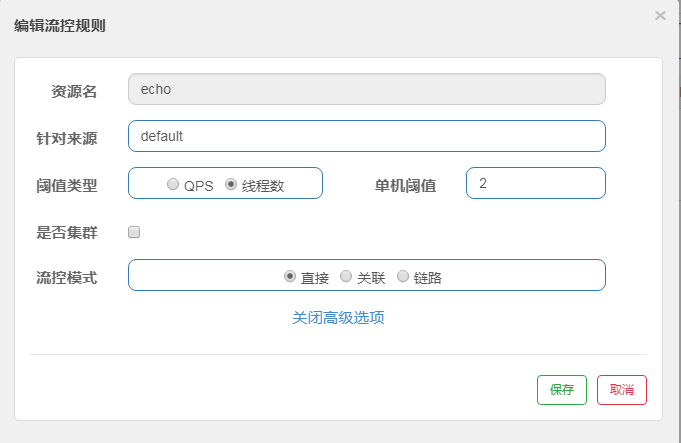 编辑流控规则 ×
资源名 echo
针对来源 default
阈值类型 QPS 线程数 单机阈值 2
是否集群
流控模式 直接 关联 链路
关闭高级选项
保存 取消